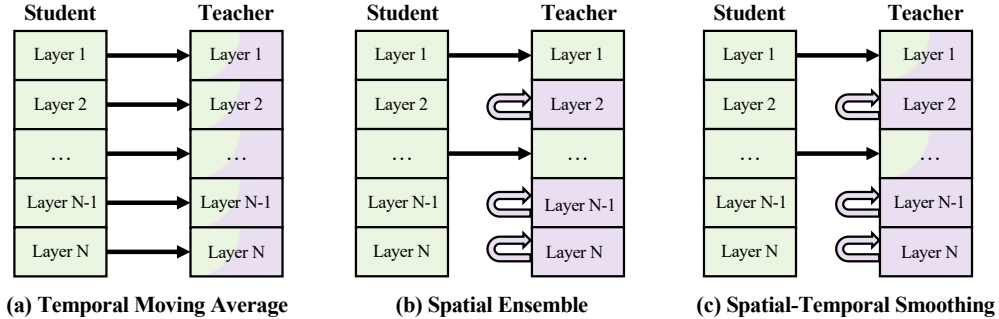 Student Teacher Student Teacher Student Teacher
Layer 1 Layer 1 Layer 1 Layer 1 Layer 1 Layer 1
Layer 2 Layer 2 Layer 2 Layer 2 Layer 2 Layer 2
… … … … … …
Layer N-1 Layer N-1 Layer N-1 Layer N-1 Layer N-1 Layer N-1
Layer N Layer N Layer N Layer N Layer N Layer N
(a) Temporal Moving Average (b) Spatial Ensemble (c) Spatial-Temporal Smoothing